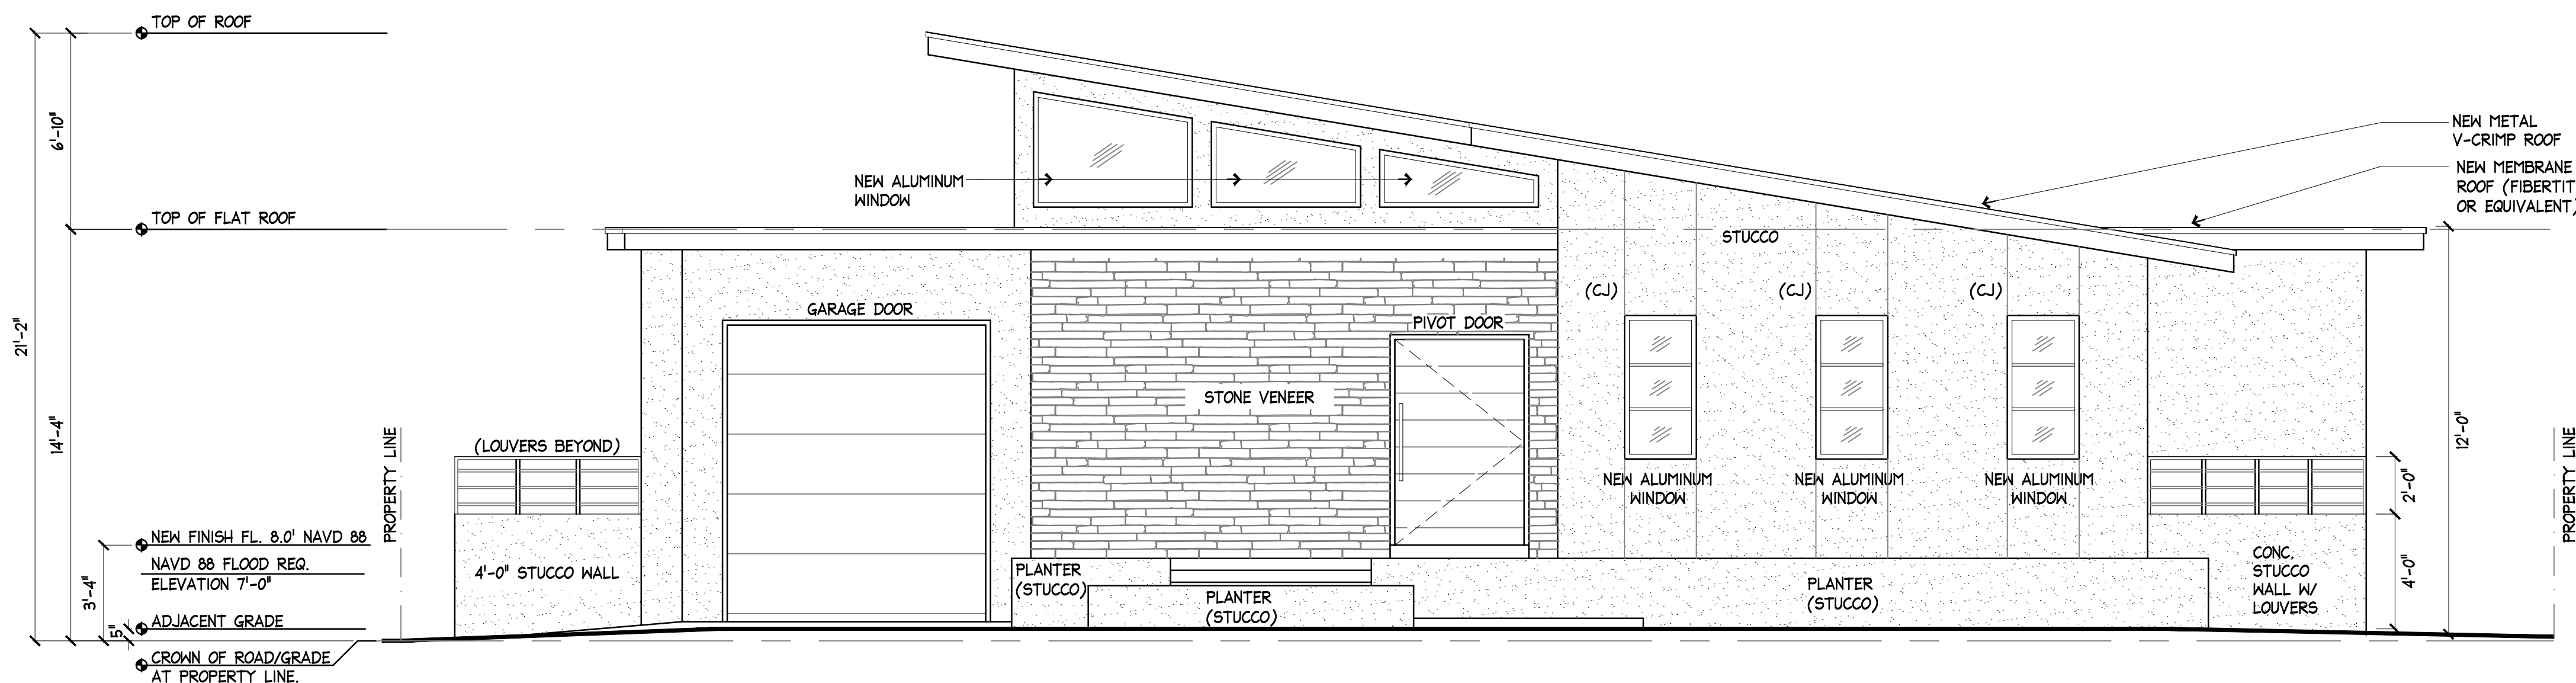 TOP OF ROOF
6'-10"
21'-2"
TOP OF FLAT ROOF
14'-4"
NEW ALUMINUM
WINDOW
NEW METAL
V-CRIMP ROOF
NEW MEMBRANE
ROOF (FIBERTIT
OR EQUIVALENT)
STUCCO
GARAGE DOOR
PIVOT DOOR
(CJ)
(CJ)
(CJ)
STONE VENEER
(LOUVERS BEYOND)
PROPERTY LINE
12'-0"
PROPERTY LINE
2'-0"
4'-0"
NEW ALUMINUM
WINDOW
NEW ALUMINUM
WINDOW
NEW ALUMINUM
WINDOW
NEW FINISH FL. 8.0' NAVD 88
NAVD 88 FLOOD REQ.
ELEVATION 7'-0"
3'-4"
5"
ADJACENT GRADE
CROWN OF ROAD/GRADE
AT PROPERTY LINE.
4'-0" STUCCO WALL
PLANTER
(STUCCO)
PLANTER
(STUCCO)
PLANTER
(STUCCO)
CONC.
STUCCO
WALL W/
LOUVERS